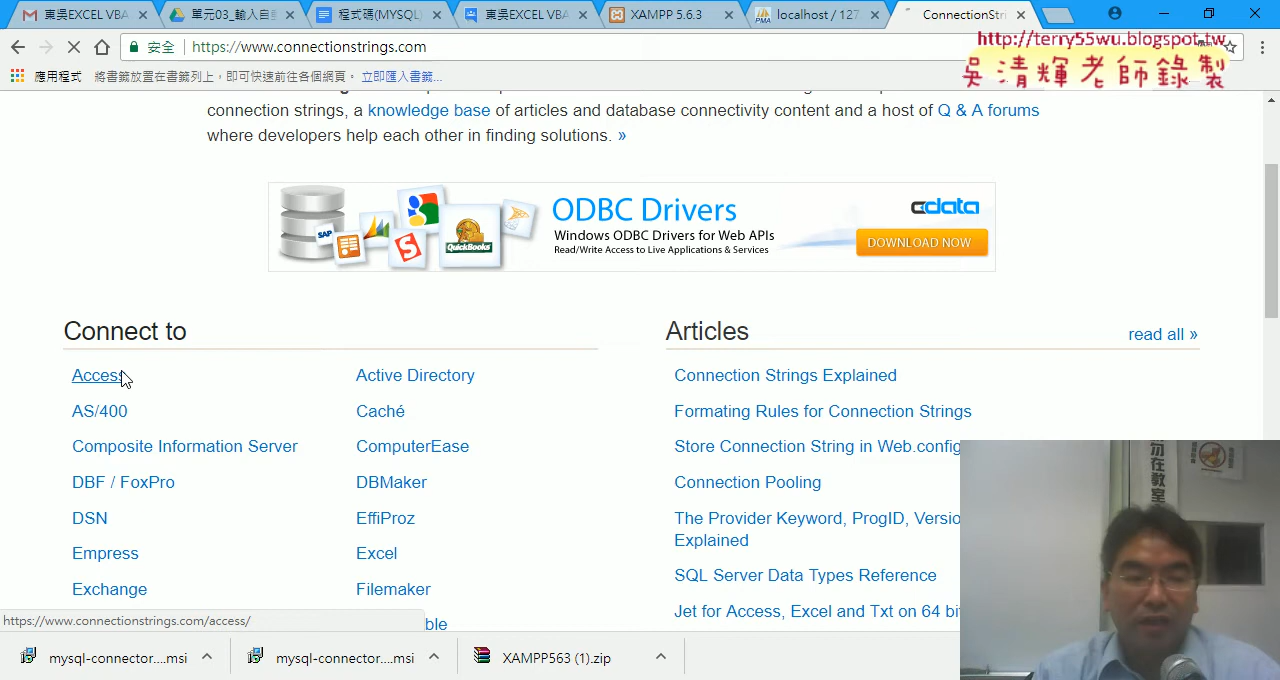 東吳EXCEL VBA
單元03_輸入自動
程式碼(MYSQL)
東吳EXCEL VBA
XAMPP 5.6.3
localhost / 127
ConnectionStri
安全
https://www.connectionstrings.com
http://terry55wu.blogspot.tw
吳清輝老師錄製
應用程式
將書籤放置在書籤列上，即可快速前往各個網頁。
立即匯入書籤...
connection strings, a knowledge base of articles and database connectivity content and a host of Q & A forums
where developers help each other in finding solutions. »
SAP
QuickBooks
ODBC Drivers
Windows ODBC Drivers for Web APIs
Read/Write Access to Live Applications & Services
cdata
DOWNLOAD NOW
Connect to
Access
Active Directory
AS/400
Caché
Composite Information Server
ComputerEase
DBF / FoxPro
DBMaker
DSN
EffiProz
Empress
Excel
Exchange
Filemaker
ble
Articles
read all »
Connection Strings Explained
Formating Rules for Connection Strings
Store Connection String in Web.config
Connection Pooling
The Provider Keyword, ProgID, Versio
Explained
SQL Server Data Types Reference
Jet for Access, Excel and Txt on 64 bi
勿在教室
https://www.connectionstrings.com/access/
mysql-connector....msi
mysql-connector....msi
XAMPP563 (1).zip